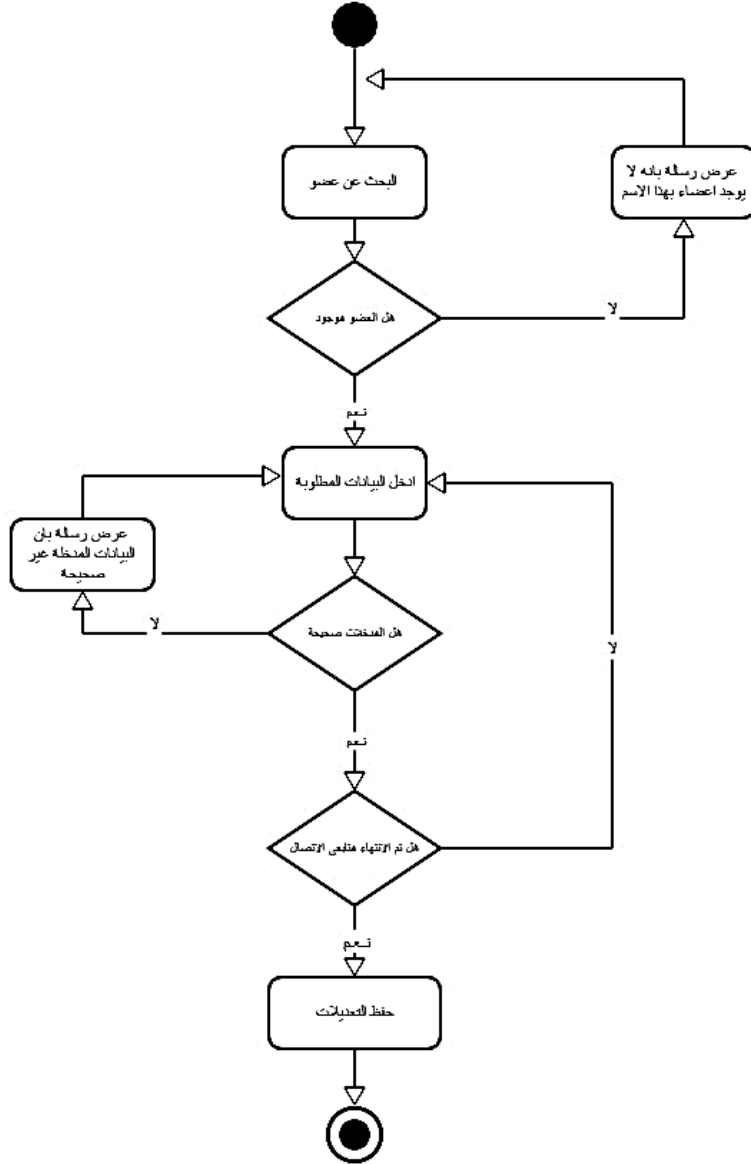 البحث عن عضو
عرض رسالة بانه لا
يوجد اعضاء بهذا الاسم
هل العضو موجود
لا
نعم
ادخل البيانات المطلوبة
عرض رسالة بان
البيانات المدخلة غير
صحيحة
هل المدخلات صحيحة
لا
لا
نعم
هل تم الانتهاء
الاتصال
نعم
حفظ التعديلات